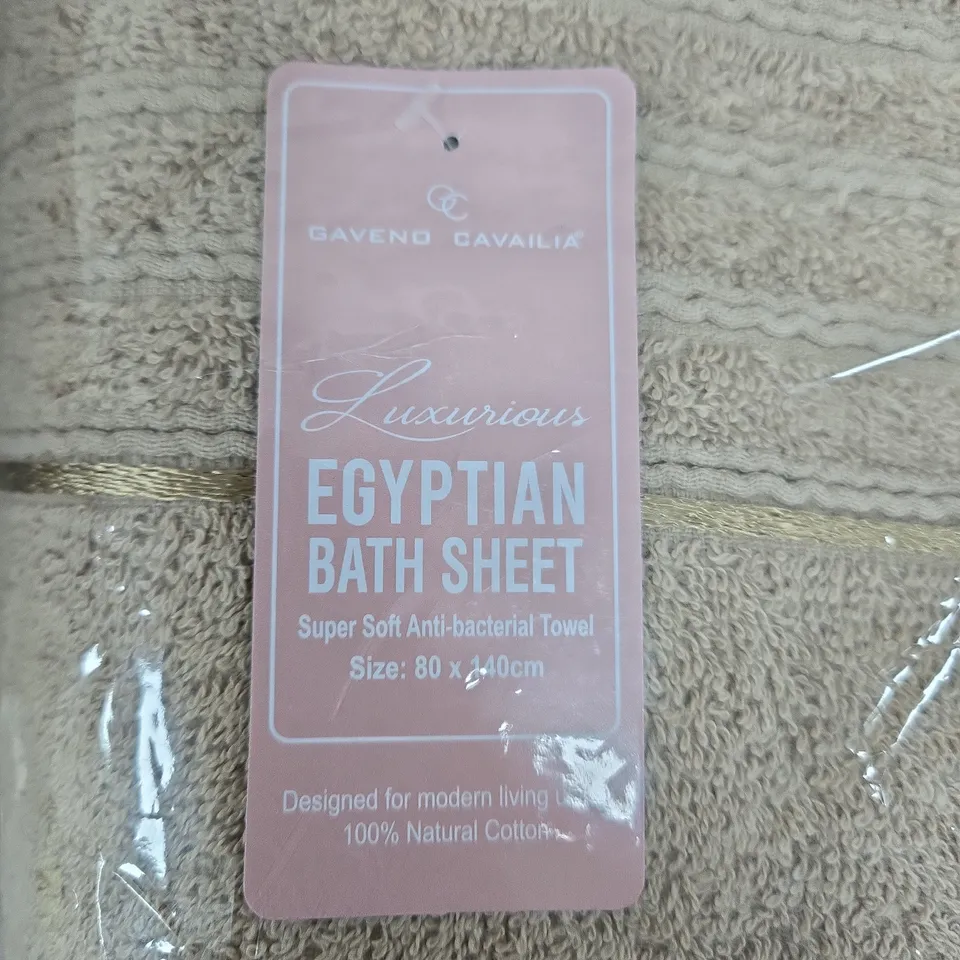 GC
GAVENO CAVAILIA®
Luxurious
EGYPTIAN
BATH SHEET
Super Soft Anti-bacterial Towel
Size: 80 x 140cm
Designed for modern living
100% Natural Cotton